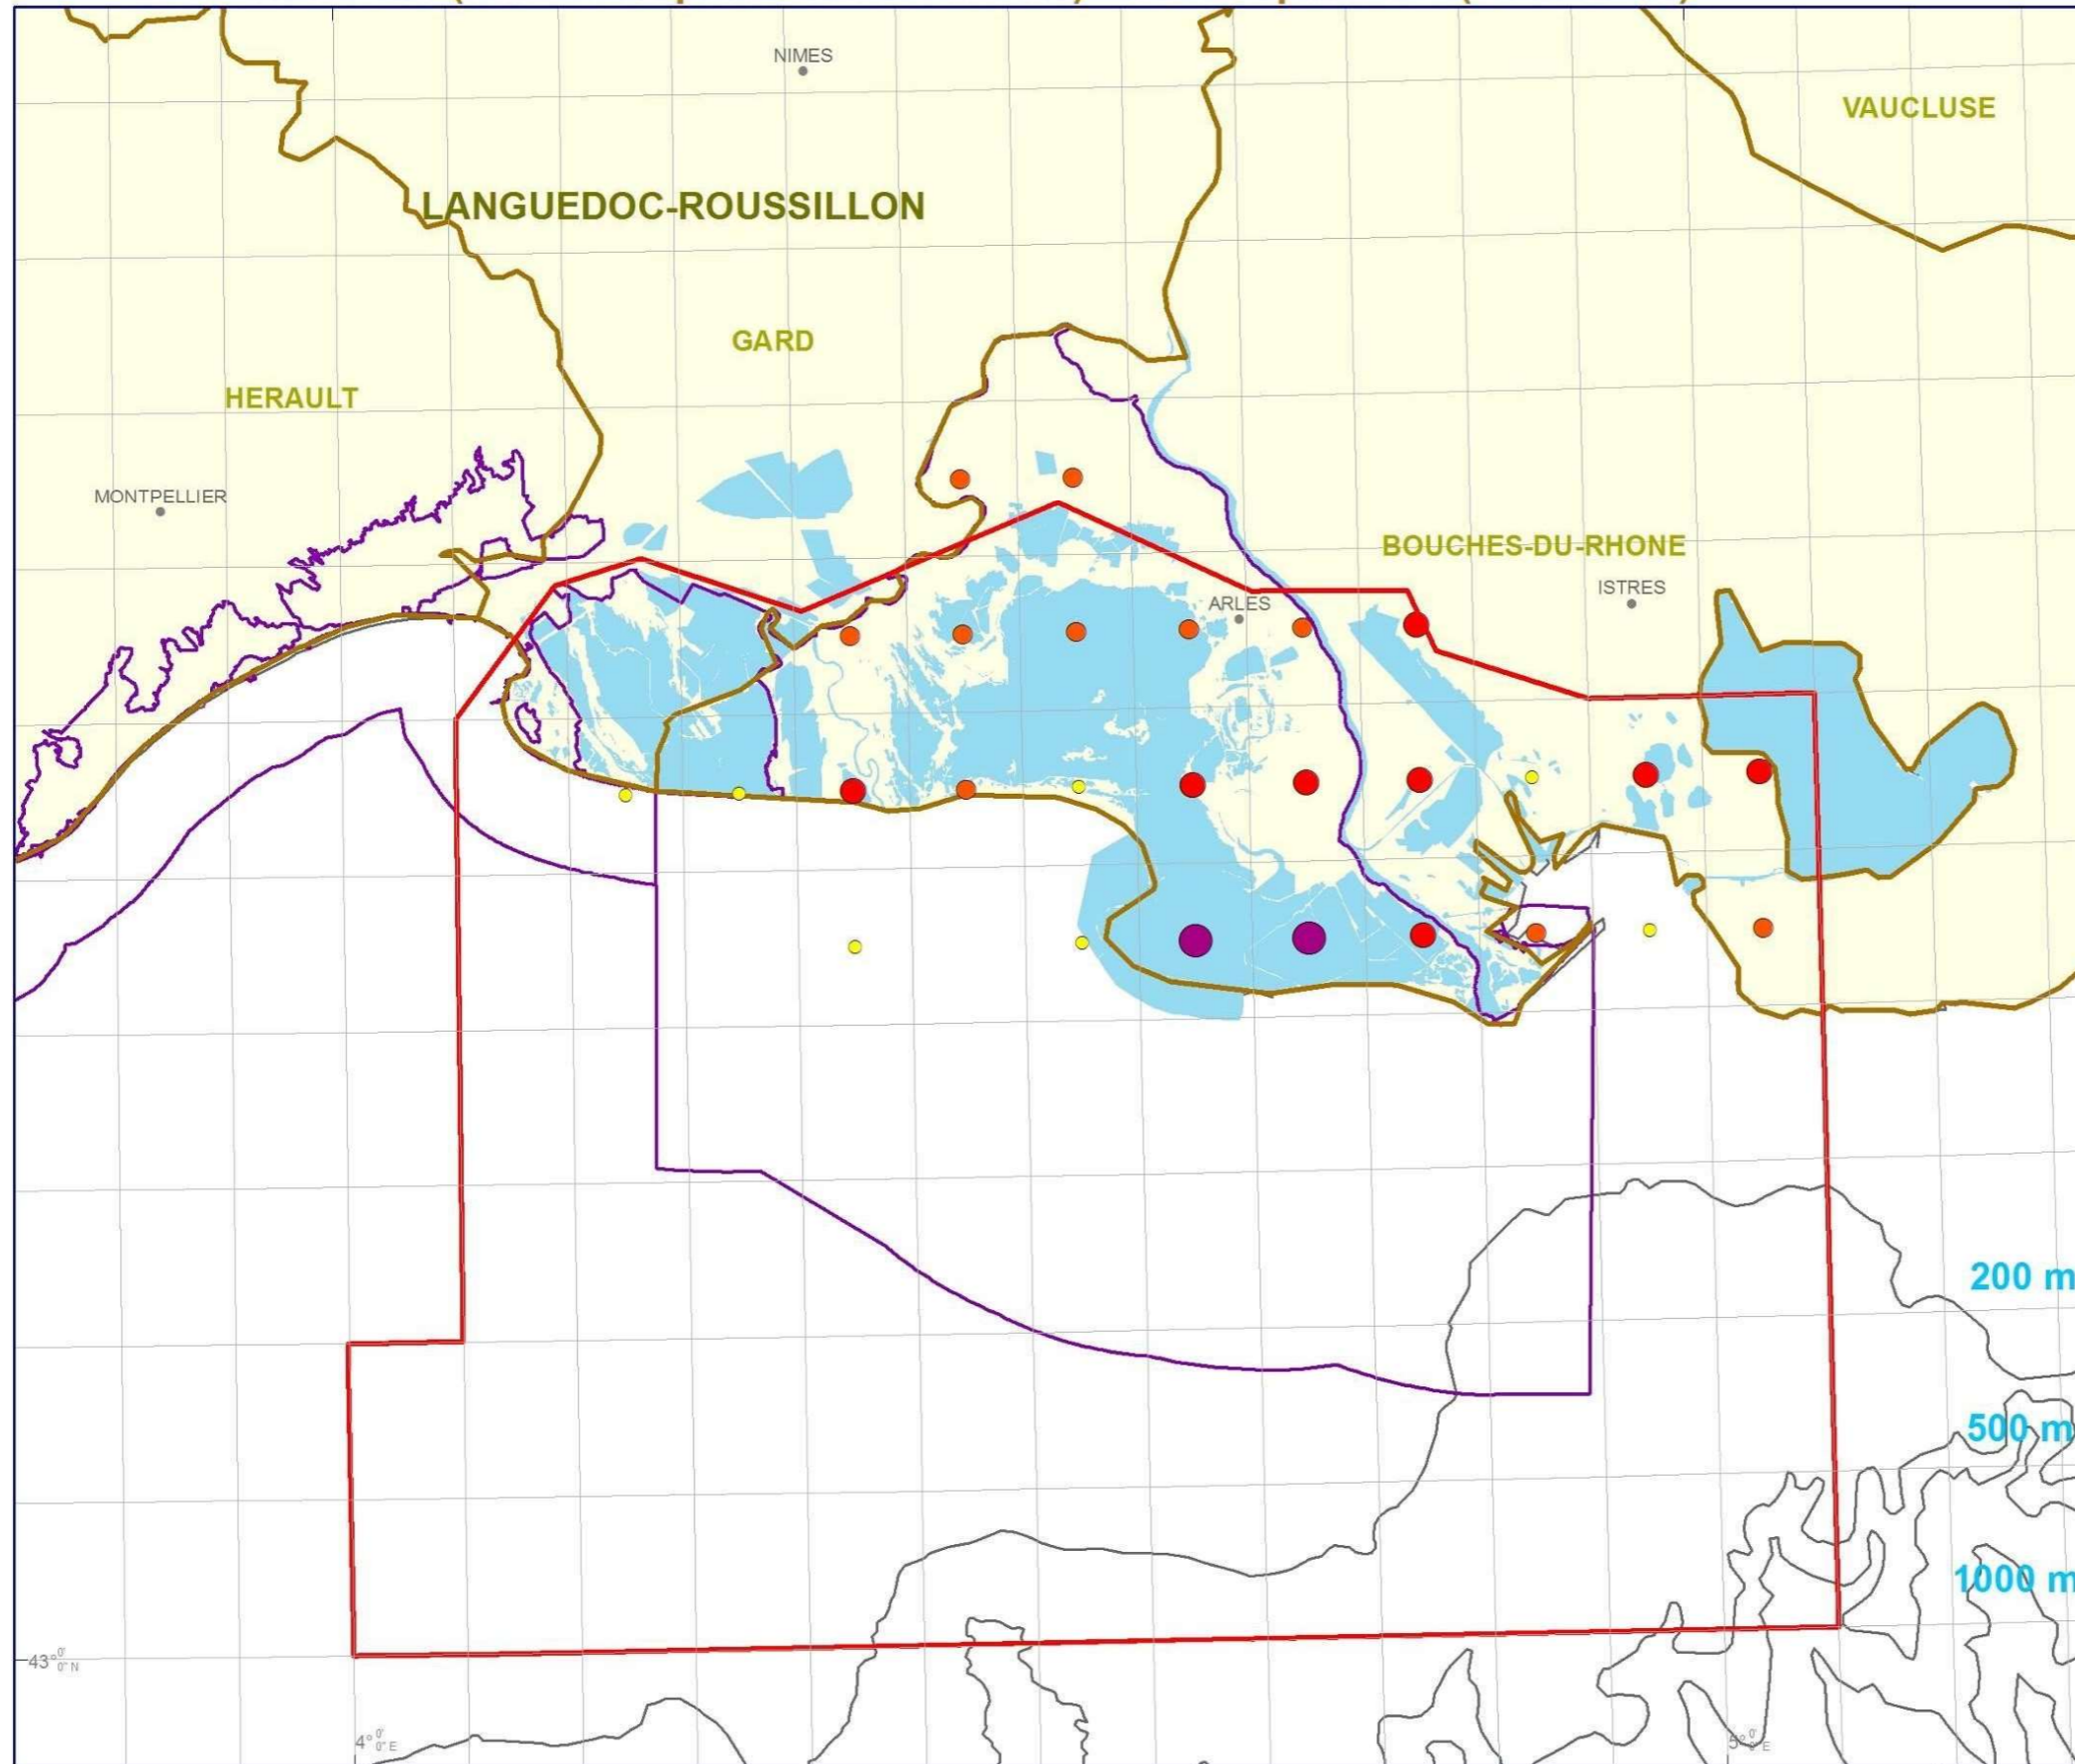 NIMES
VAUCLUSE
LANGUEDOC-ROUSSILLON
GARD
HERAULT
MONTPELLIER
BOUCHES-DU-RHONE
ISTRES
ARLES
200 m
500 m
1000 m
43°0'0" N
4°0'0" E
5°0'0" E